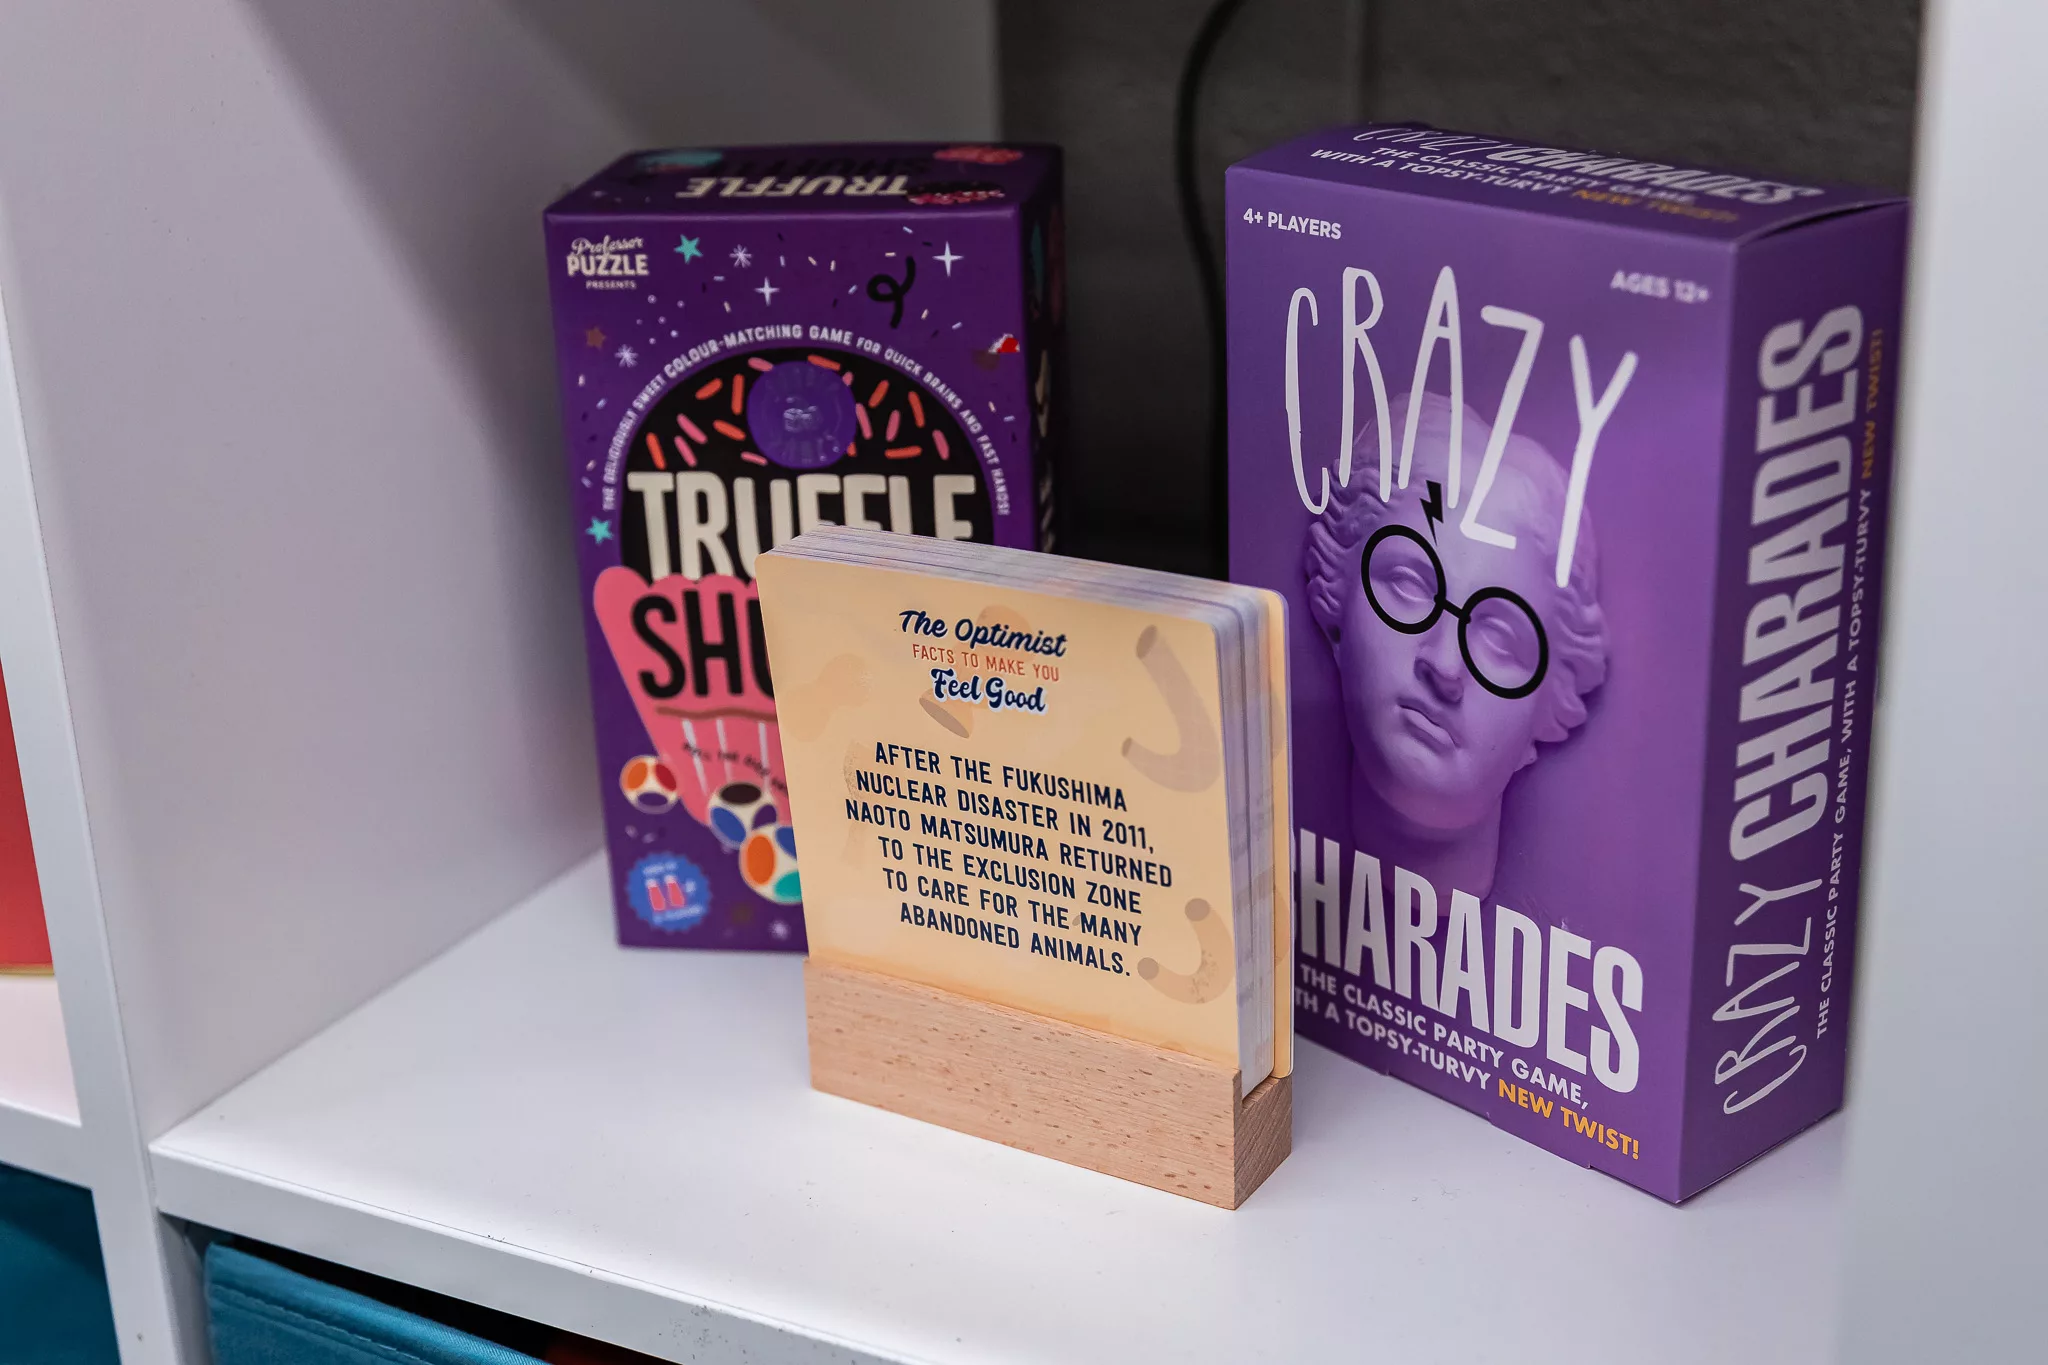 TRUFFLE
SHUFFLE
Professor
PUZZLE
PRESENTS
THE DELICIOUSLY SWEET COLOUR-MATCHING GAME FOR QUICK BRAINS AND FAST HANDS!
TRUFFLE
SHU
The Optimist
FACTS TO MAKE YOU
Feel Good
AFTER THE FUKUSHIMA
NUCLEAR DISASTER IN 2011,
NAOTO MATSUMURA RETURNED
TO THE EXCLUSION ZONE
TO CARE FOR THE MANY
ABANDONED ANIMALS.
CRAZY CHARADES
THE CLASSIC PARTY GAME,
WITH A TOPSY-TURVY NEW TWIST!
4+ PLAYERS
AGES 12+
CRAZY
CHARADES
THE CLASSIC PARTY GAME,
TH A TOPSY-TURVY NEW TWIST!
CRAZY CHARADES
THE CLASSIC PARTY GAME, WITH A TOPSY-TURVY NEW TWIST!